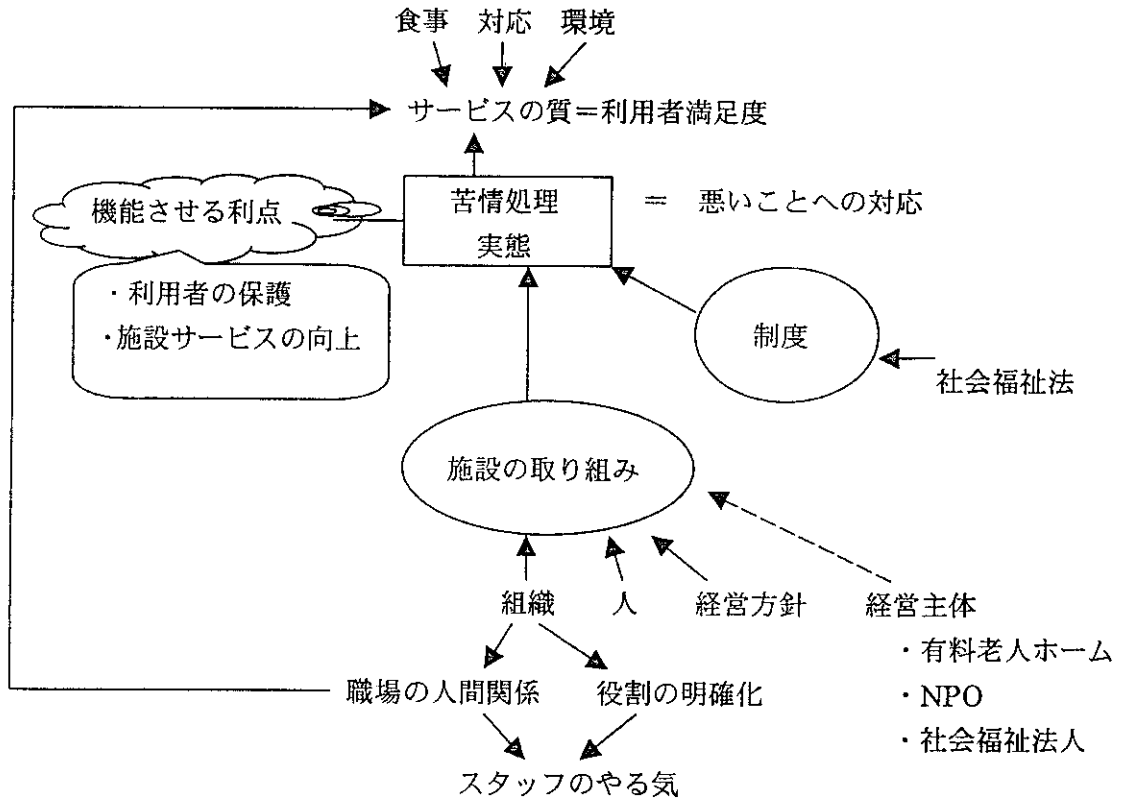 食事 対応 環境
サービスの質＝利用者満足度
機能させる利点
苦情処理
実態
＝ 悪いことへの対応
・利用者の保護
・施設サービスの向上
制度
社会福祉法
施設の取り組み
組織 人 経営方針 経営主体
・有料老人ホーム
職場の人間関係 役割の明確化
・NPO
・社会福祉法人
スタッフのやる気